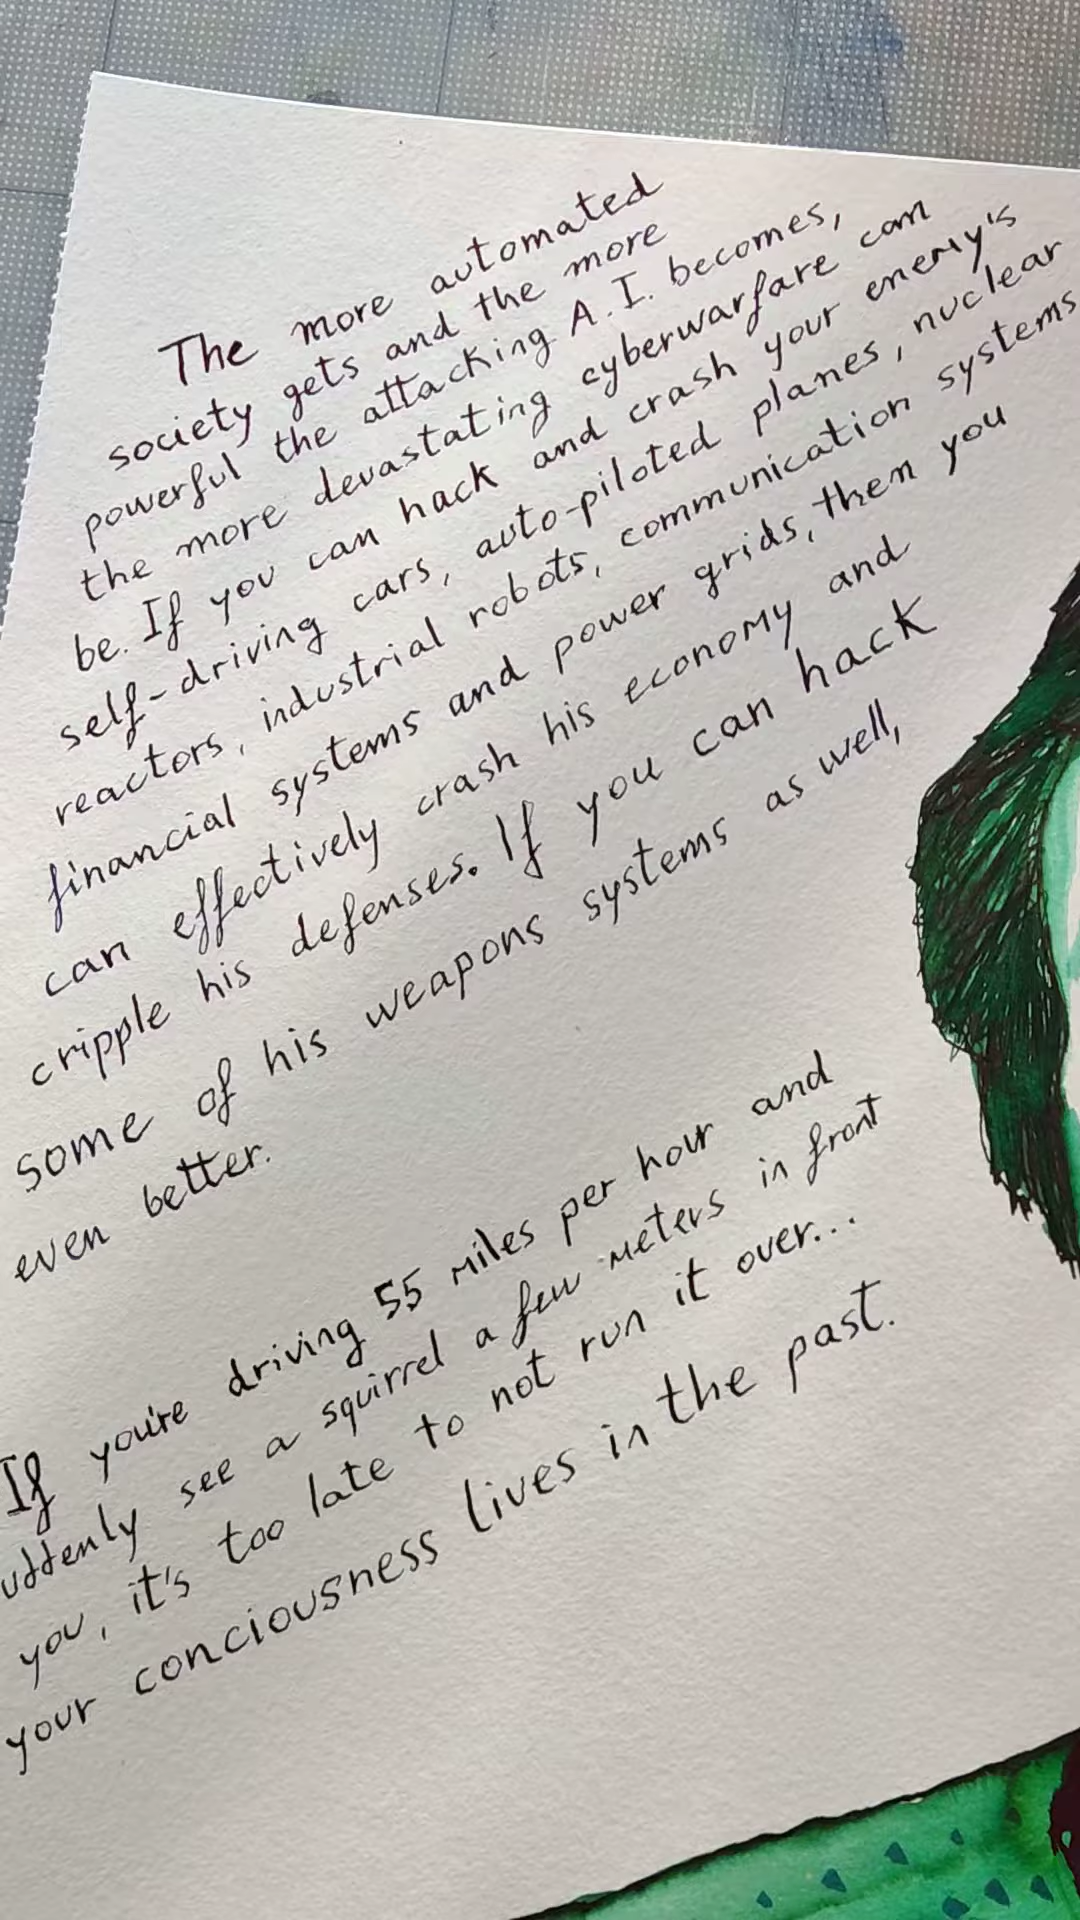 The more automated
society gets and the more
powerful the attacking A.I. becomes,
the more devastating cyberwarfare can
be. If you can hack and crash your enemy's
self-driving cars, auto-piloted planes, nuclear
reactors, industrial robots, communication systems
financial systems and power grids, then you
can effectively crash his economy and
cripple his defenses. If you can hack
some of his weapons systems as well,
even better.
If you're driving 55 miles per hour and
uddenly see a squirrel a few meters in front
you, it's too late to not run it over...
your conciousness lives in the past.